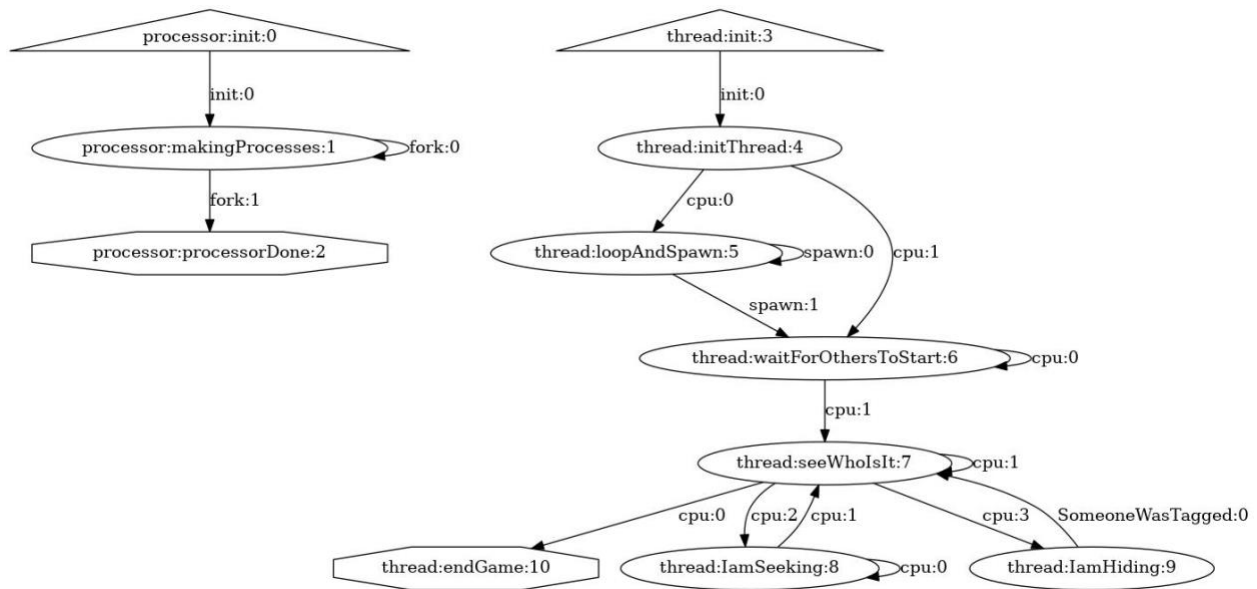 processor:init:0
thread:init:3
init:0
init:0
processor:makingProcesses:1
fork:0
thread:initThread:4
fork:1
cpu:0
processor:processorDone:2
thread:loopAndSpawn:5
spawn:0
cpu:1
spawn:1
thread:waitForOthersToStart:6
cpu:0
cpu:1
thread:seeWhoIsIt:7
cpu:1
cpu:0
cpu:2
cpu:1
cpu:3
SomeoneWasTagged:0
thread:endGame:10
thread:IamSeeking:8
cpu:0
thread:IamHiding:9